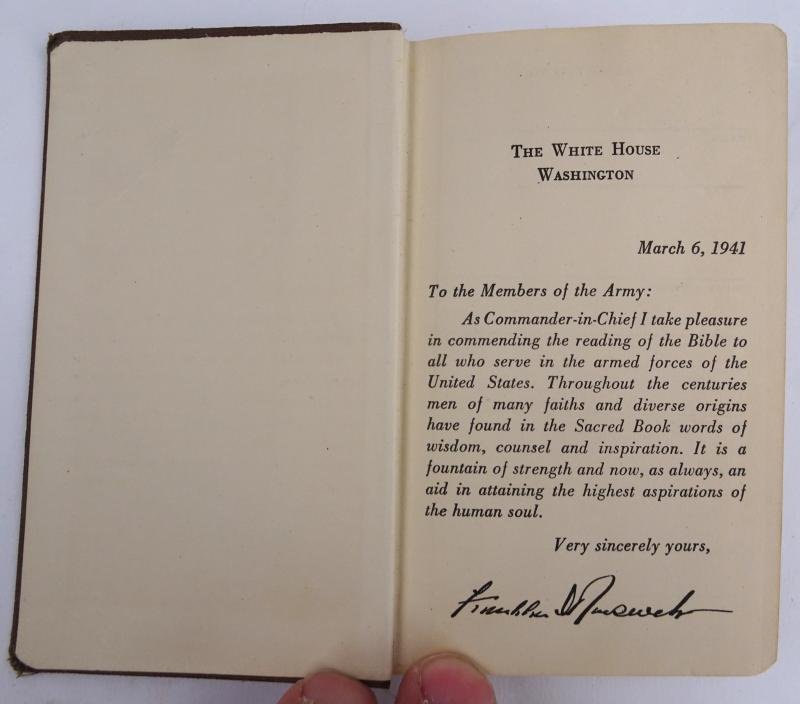 The White House
Washington
March 6, 1941
To the Members of the Army:
As Commander-in-Chief I take pleasure
in commending the reading of the Bible to
all who serve in the armed forces of the
United States. Throughout the centuries
men of many faiths and diverse origins
have found in the Sacred Book words of
wisdom, counsel and inspiration. It is a
fountain of strength and now, as always, an
aid in attaining the highest aspirations of
the human soul.
Very sincerely yours,
Franklin D Roosevelt